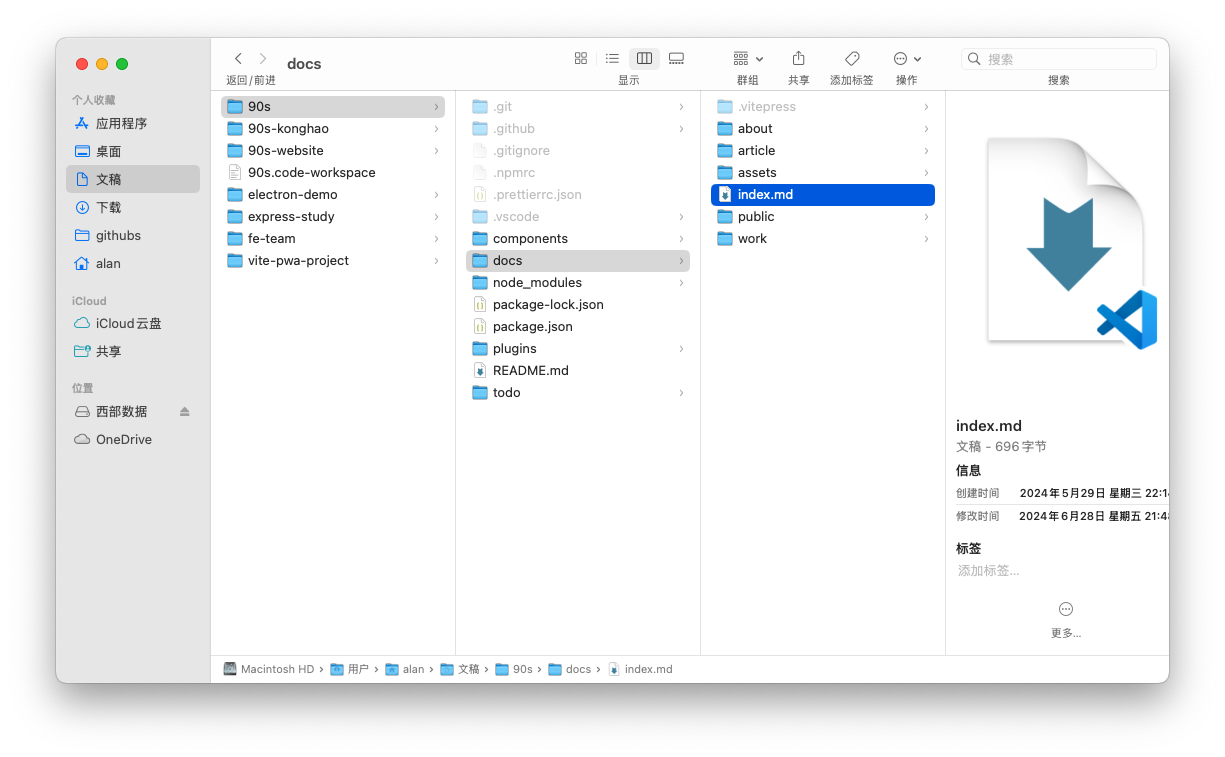 docs
返回/前进
显示
群组
共享
添加标签
操作
搜索
搜索
个人收藏
应用程序
桌面
文稿
下载
githubs
alan
iCloud
iCloud云盘
共享
位置
西部数据
OneDrive
90s
90s-konghao
90s-website
90s.code-workspace
electron-demo
express-study
fe-team
vite-pwa-project
.git
.github
.gitignore
.npmrc
.prettierrc.json
.vscode
components
docs
node_modules
package-lock.json
package.json
plugins
README.md
todo
.vitepress
about
article
assets
index.md
public
work
index.md
文稿 - 696 字节
信息
创建时间 2024年5月29日 星期三 22:1
修改时间 2024年6月28日 星期五 21:4
标签
添加标签...
更多...
Macintosh HD › 用户 › alan › 文稿 › 90s › docs › index.md